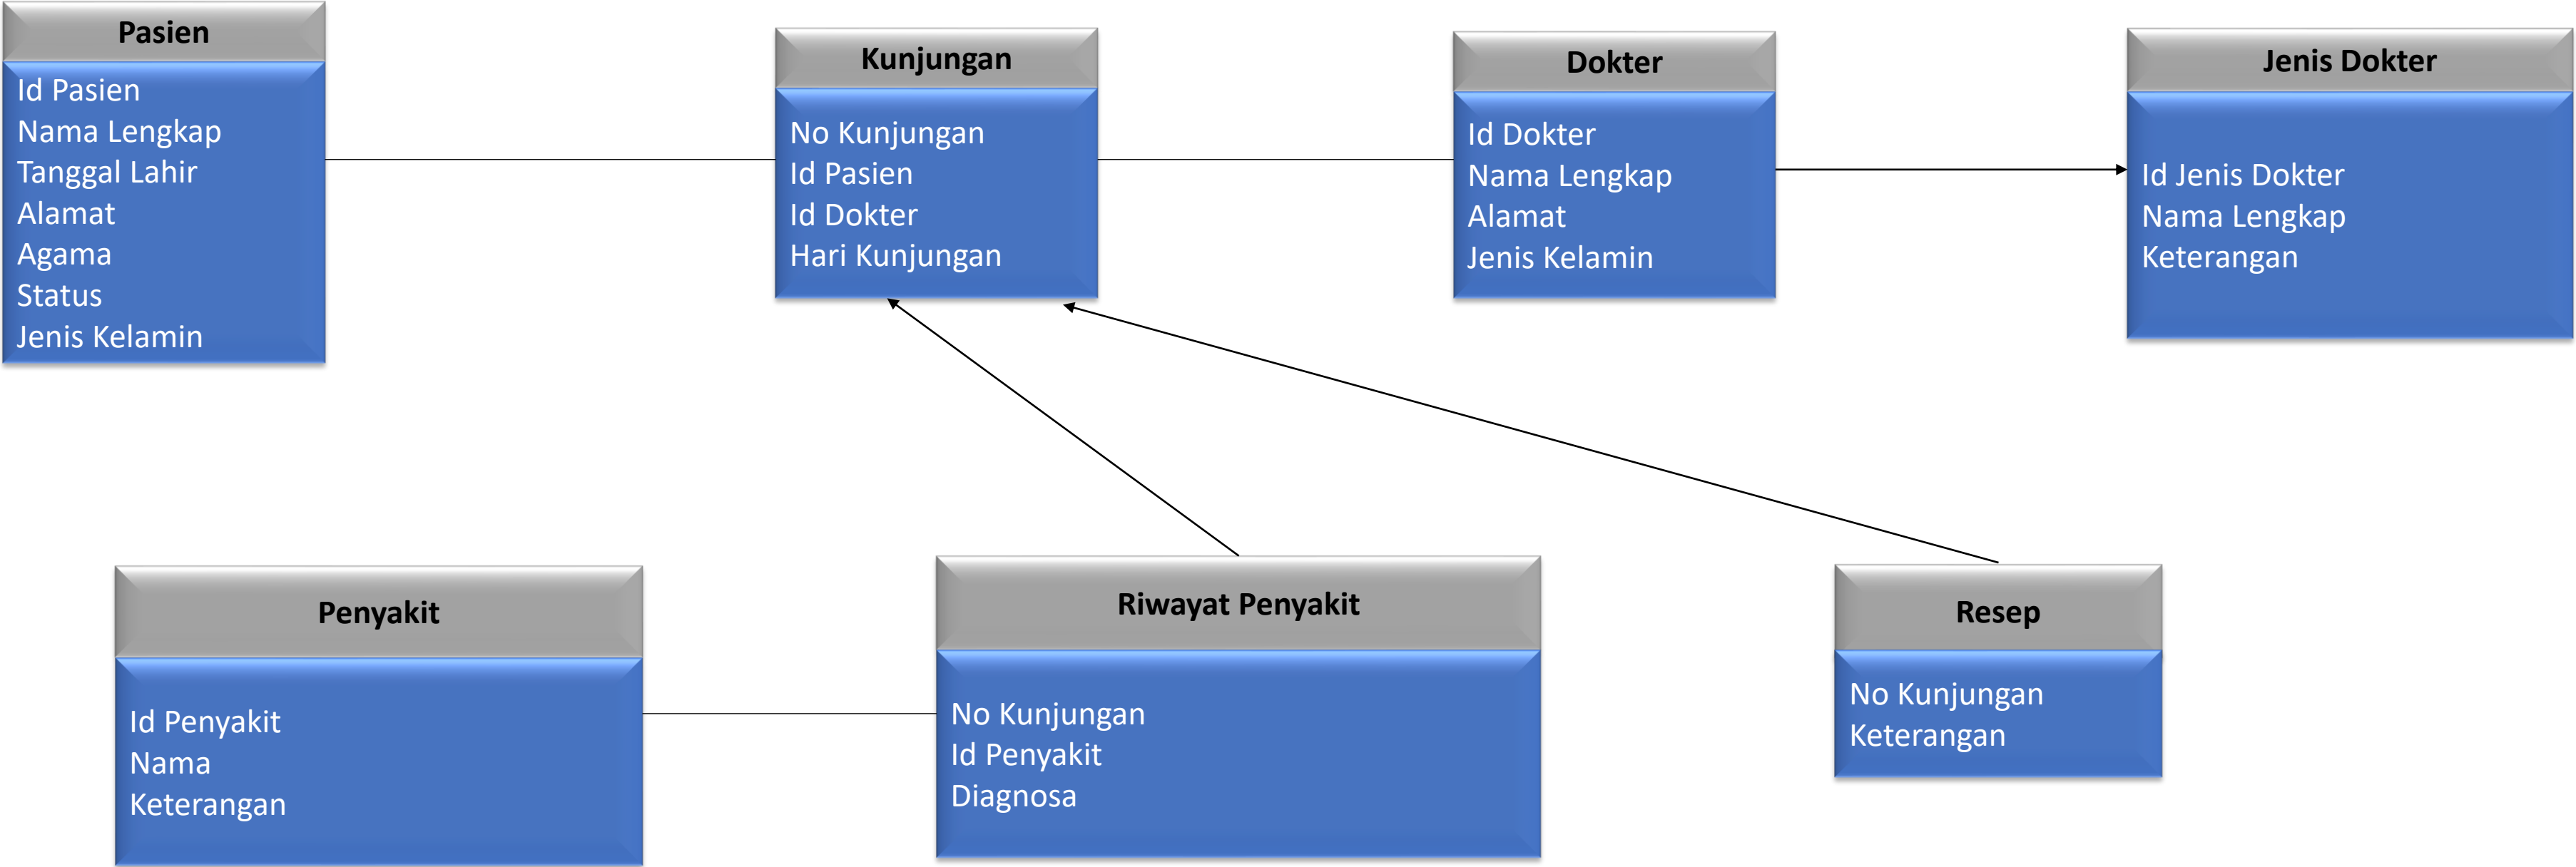 Pasien
Id Pasien
Nama Lengkap
Tanggal Lahir
Alamat
Agama
Status
Jenis Kelamin
Kunjungan
No Kunjungan
Id Pasien
Id Dokter
Hari Kunjungan
Dokter
Id Dokter
Nama Lengkap
Alamat
Jenis Kelamin
Jenis Dokter
Id Jenis Dokter
Nama Lengkap
Keterangan
Penyakit
Id Penyakit
Nama
Keterangan
Riwayat Penyakit
No Kunjungan
Id Penyakit
Diagnosa
Resep
No Kunjungan
Keterangan